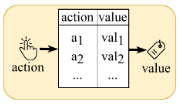 action value
a1 val1
a2 val2
... ...
action
value